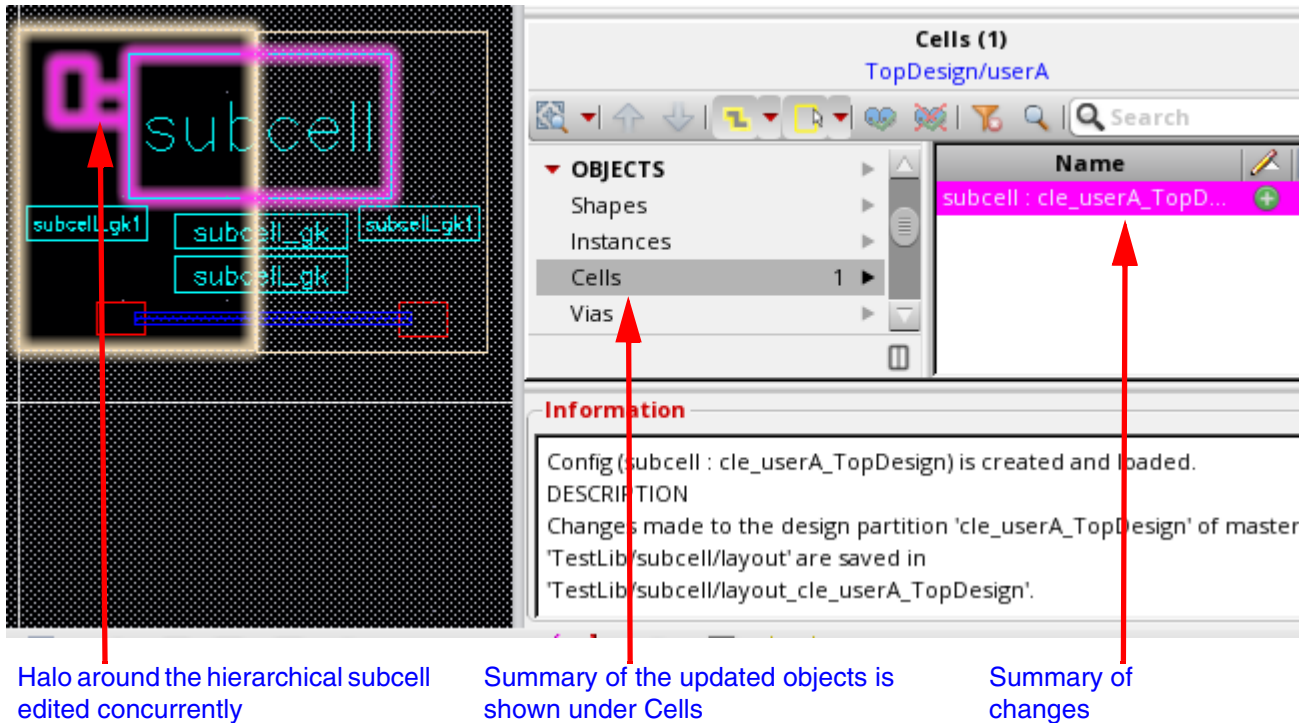 subcell
subcell_gk1
subcell_gk
subcell_gk1
subcell_gk
Cells (1)
TopDesign/userA
Search
OBJECTS
Shapes
Instances
Cells 1
Vias
Name
subcell : cle_userA_TopD...
Information
Config (subcell : cle_userA_TopDesign) is created and loaded.
DESCRIPTION
Changes made to the design partition 'cle_userA_TopDesign' of master
'TestLib/subcell/layout' are saved in
'TestLib/subcell/layout_cle_userA_TopDesign'.
Halo around the hierarchical subcell
edited concurrently
Summary of the updated objects is
shown under Cells
Summary of
changes